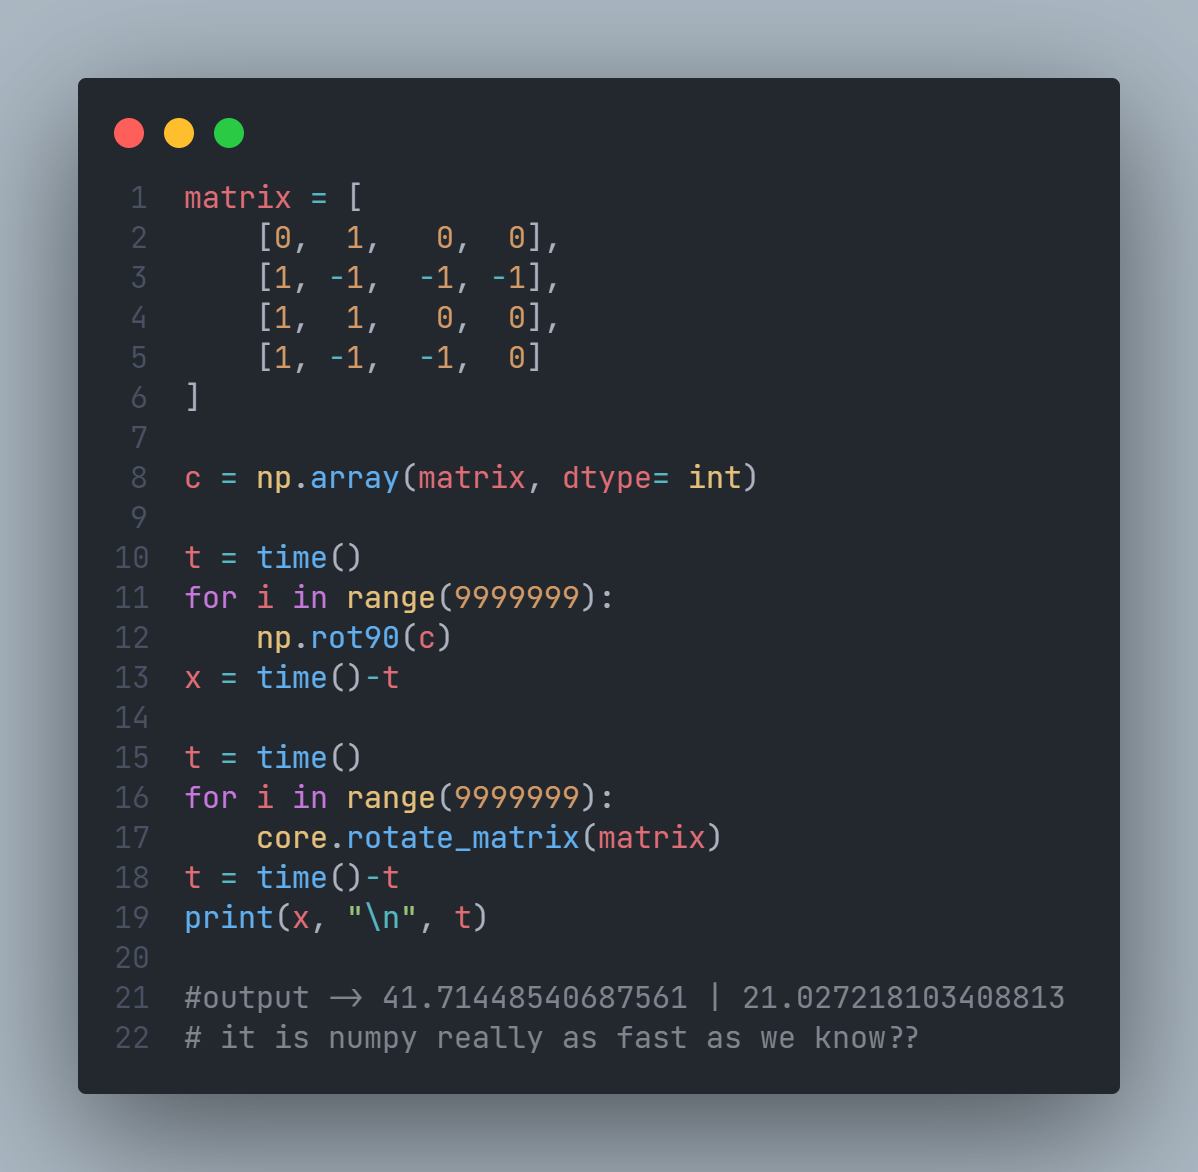 1 matrix = [
2     [0,  1,   0,  0],
3     [1, -1,  -1, -1],
4     [1,  1,   0,  0],
5     [1, -1,  -1,  0]
6 ]
7
8 c = np.array(matrix, dtype= int)
9
10 t = time()
11 for i in range(9999999):
12     np.rot90(c)
13 x = time()-t
14
15 t = time()
16 for i in range(9999999):
17     core.rotate_matrix(matrix)
18 t = time()-t
19 print(x, "\n", t)
20
21 #output -> 41.71448540687561 | 21.027218103408813
22 # it is numpy really as fast as we know??